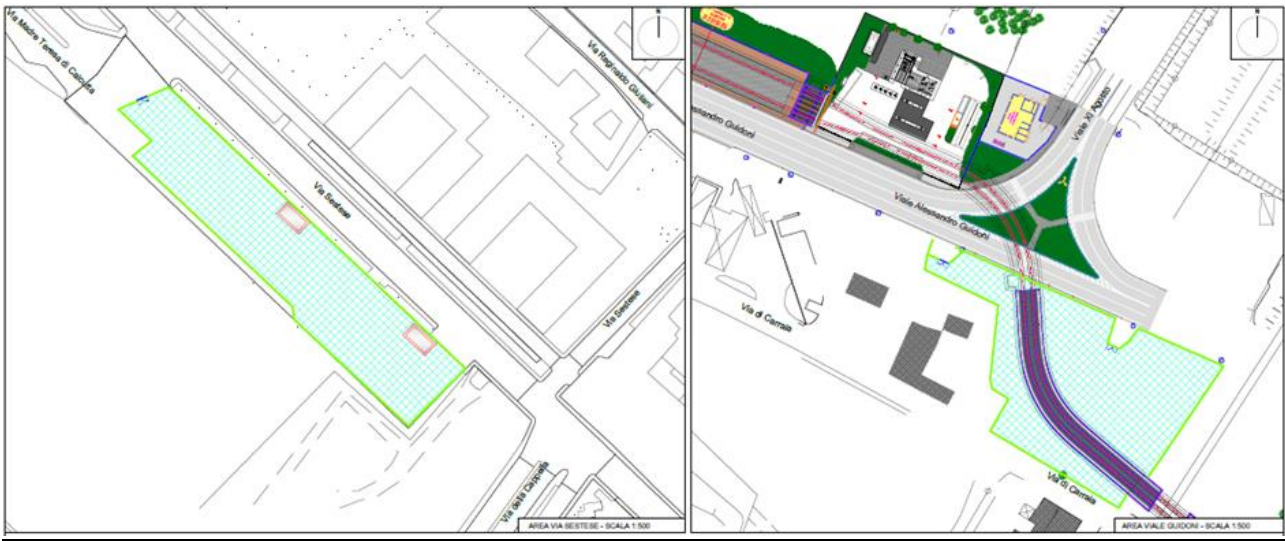 Via Madre Teresa di Calcutta
Via Reginaldo Giuliani
Via Sestese
Via Sestese
Via della Cappella
AREA VIA SESTESE - SCALA 1:500
Alessandro Guidoni
Viale XI Agosto
Viale Alessandro Guidoni
Via di Carraia
Via di Carraia
AREA VIALE GUIDONI - SCALA 1:500